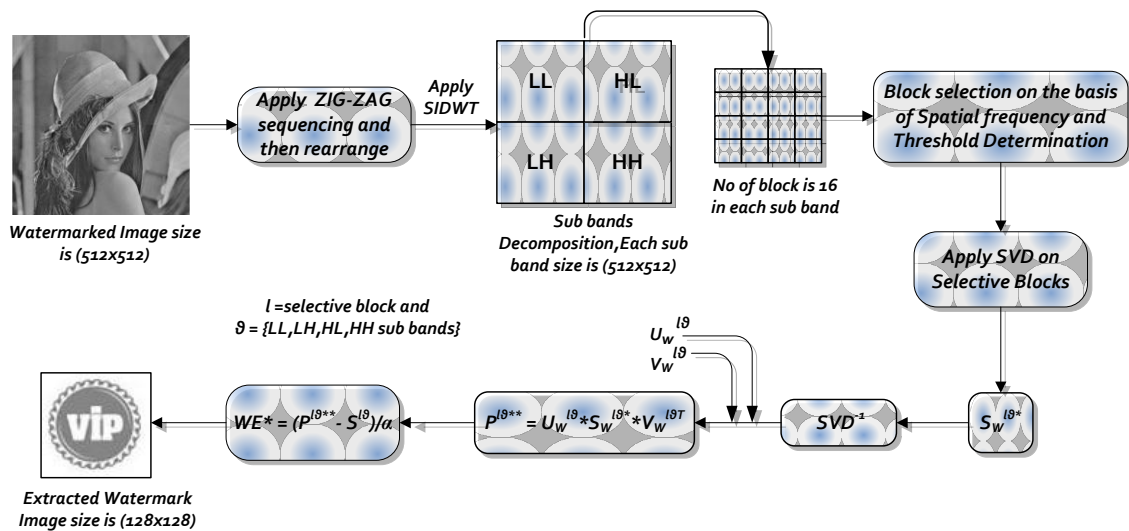 Apply ZIG-ZAG
sequencing and
then rearrange
Apply
SIDWT
LL
HL
LH
HH
Block selection on the basis
of Spatial frequency and
Threshold Determination
No of block is 16
in each sub band
Watermarked Image size
is (512x512)
Sub bands
Decomposition,Each sub
band size is (512x512)
Apply SVD on
Selective Blocks
l =selective block and
ϑ = {LL,LH,HL,HH sub bands}
U_W^{lϑ}
V_W^{lϑ}
vip
WE* = (P^{lϑ**} - S^{lϑ})/α
P^{lϑ**} = U_W^{lϑ}*S_W^{lϑ*}*V_W^{lϑT}
SVD^{-1}
S_W^{lϑ*}
Extracted Watermark
Image size is (128x128)